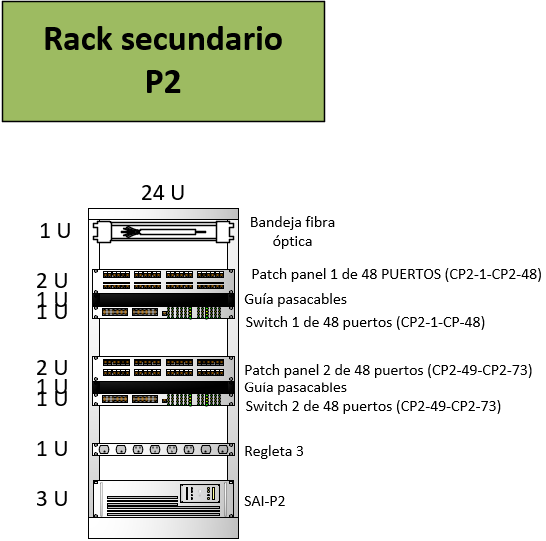 Rack secundario
P2
24 U
1 U
Bandeja fibra
óptica
2 U
Patch panel 1 de 48 PUERTOS (CP2-1-CP2-48)
1 U
Guía pasacables
1 U
Switch 1 de 48 puertos (CP2-1-CP-48)
2 U
Patch panel 2 de 48 puertos (CP2-49-CP2-73)
1 U
Guía pasacables
1 U
Switch 2 de 48 puertos (CP2-49-CP2-73)
1 U
Regleta 3
3 U
SAI-P2